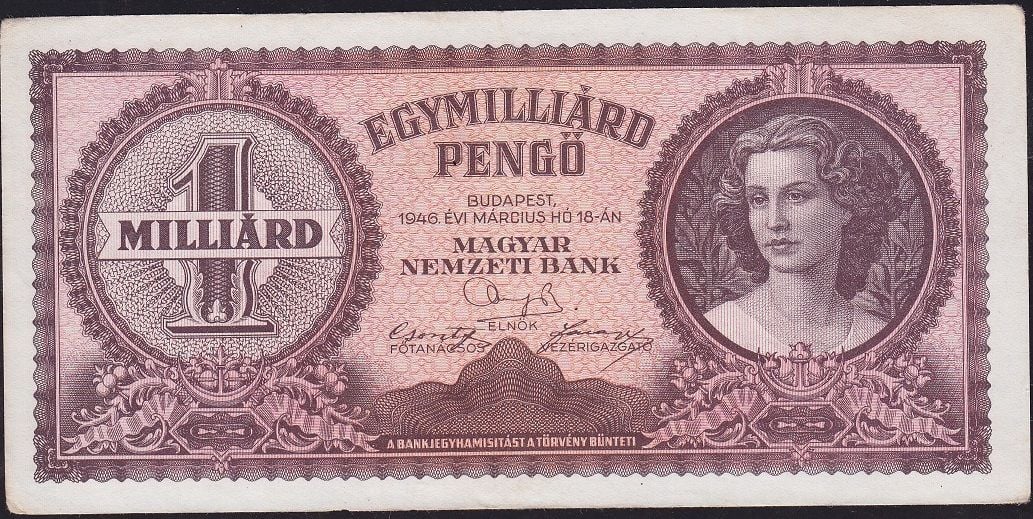 1
MILLIÁRD
EGYMILLIÁRD
PENGŐ
BUDAPEST,
1946. ÉVI MÁRCIUS HÓ 18-ÁN
MAGYAR
NEMZETI BANK
ELNÖK
FŐTANÁCSOS VEZÉRIGAZGATÓ
A BANKJEGYHAMISITÁST A TÖRVÉNY BÜNTETI